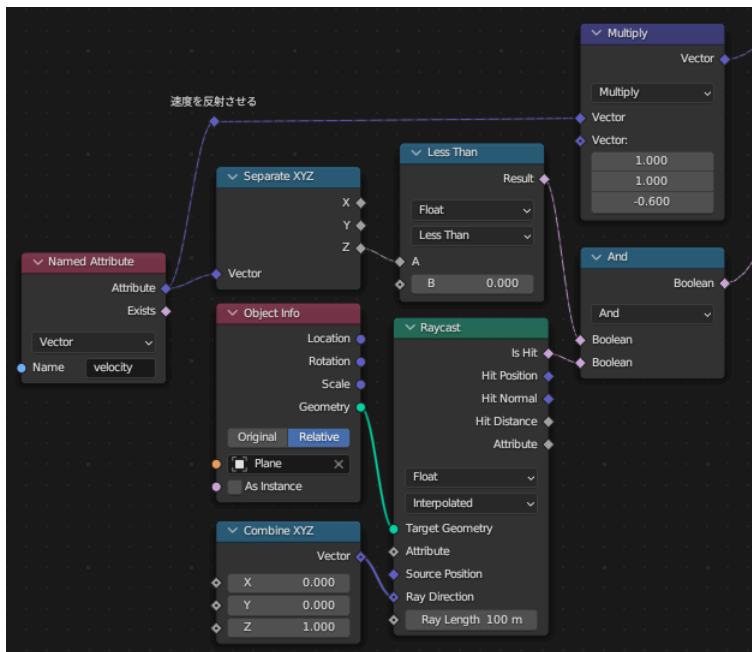 Multiply
Vector
Multiply
Vector
Vector:
1.000
1.000
-0.600
速度を反射させる
Less Than
Result
Float
Less Than
A
B 0.000
Separate XYZ
X
Y
Z
Vector
Named Attribute
Attribute
Exists
Vector
Name velocity
And
Boolean
And
Boolean
Boolean
Object Info
Location
Rotation
Scale
Geometry
Original Relative
Plane
As Instance
Raycast
Is Hit
Hit Position
Hit Normal
Hit Distance
Attribute
Float
Interpolated
Target Geometry
Attribute
Source Position
Ray Direction
Ray Length 100 m
Combine XYZ
Vector
X 0.000
Y 0.000
Z 1.000